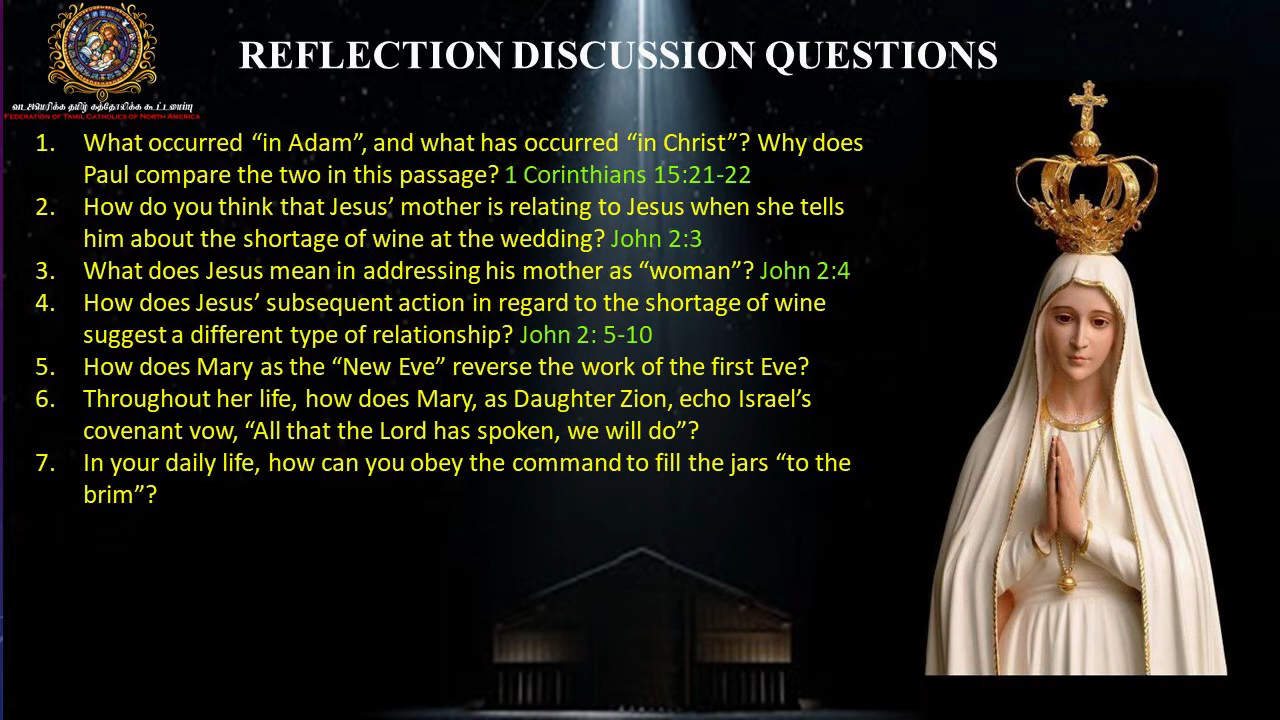 REFLECTION DISCUSSION QUESTIONS
வடஅமெரிக்க தமிழ் கத்தோலிக்க கூட்டமைப்பு
FEDERATION OF TAMIL CATHOLICS OF NORTH AMERICA
1. What occurred “in Adam”, and what has occurred “in Christ”? Why does
Paul compare the two in this passage? 1 Corinthians 15:21-22
2. How do you think that Jesus’ mother is relating to Jesus when she tells
him about the shortage of wine at the wedding? John 2:3
3. What does Jesus mean in addressing his mother as “woman”? John 2:4
4. How does Jesus’ subsequent action in regard to the shortage of wine
suggest a different type of relationship? John 2: 5-10
5. How does Mary as the “New Eve” reverse the work of the first Eve?
6. Throughout her life, how does Mary, as Daughter Zion, echo Israel’s
covenant vow, “All that the Lord has spoken, we will do”?
7. In your daily life, how can you obey the command to fill the jars “to the
brim”?